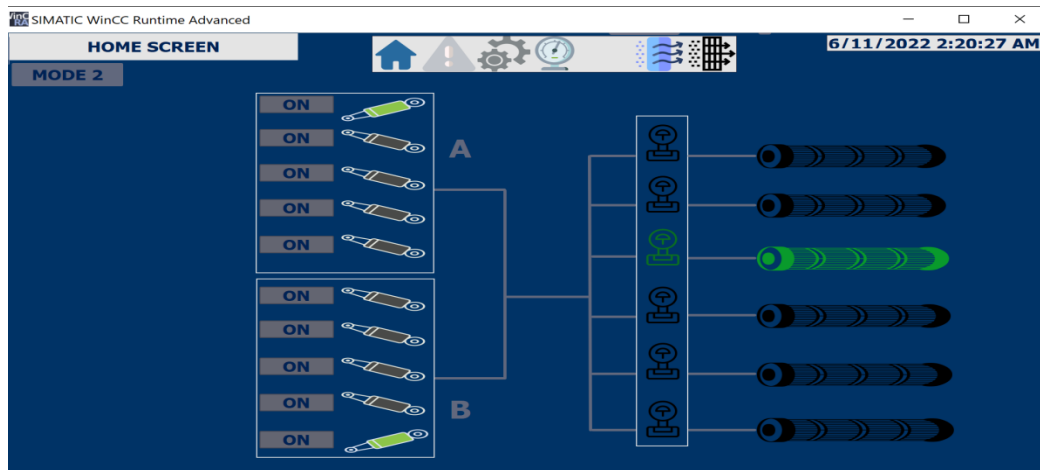 SIMATIC WinCC Runtime Advanced
HOME SCREEN
6/11/2022 2:20:27 AM
MODE 2
ON
ON
A
ON
ON
ON
ON
ON
ON
ON
B
ON